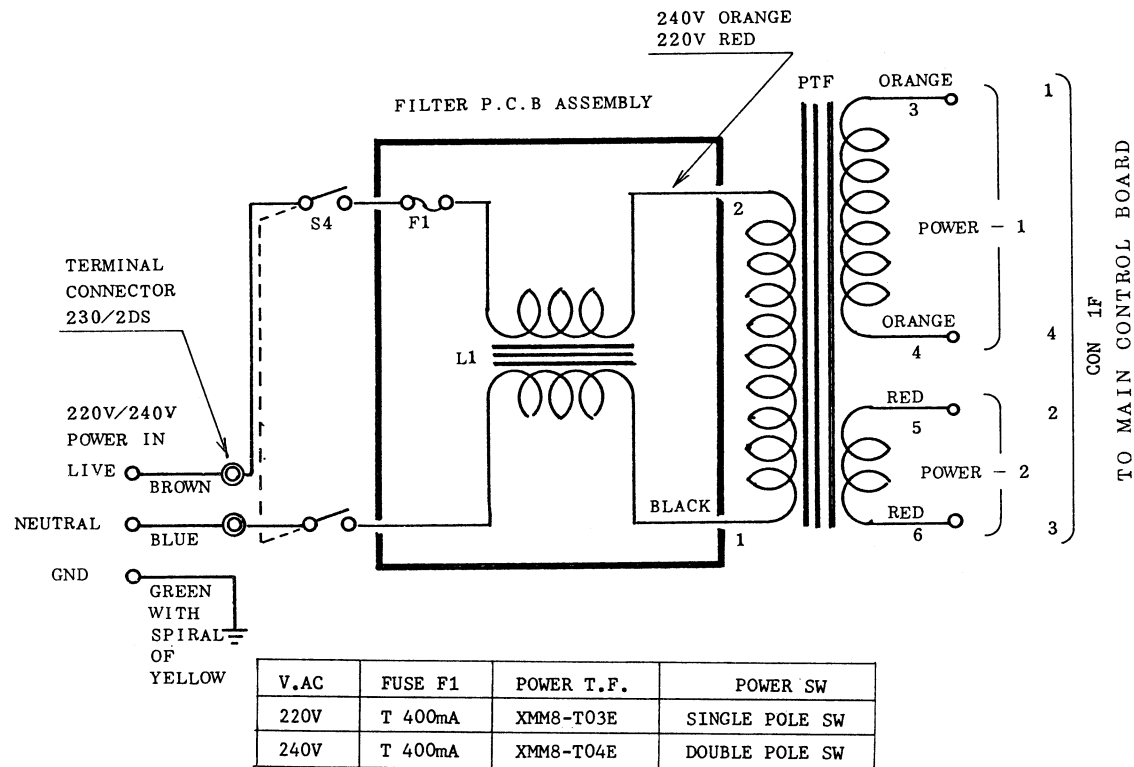 240V ORANGE
220V RED
FILTER P.C.B ASSEMBLY
PTF
ORANGE
3
1
S4
F1
2
POWER - 1
TERMINAL
CONNECTOR
230/2DS
L1
ORANGE
4
4
CON 1F
TO MAIN CONTROL BOARD
220V/240V
POWER IN
LIVE
BROWN
RED
5
2
POWER - 2
NEUTRAL
BLUE
BLACK
1
RED
6
3
GND
GREEN
WITH
SPIRAL
OF
YELLOW
V.AC FUSE F1 POWER T.F. POWER SW
220V T 400mA XMM8-T03E SINGLE POLE SW
240V T 400mA XMM8-T04E DOUBLE POLE SW